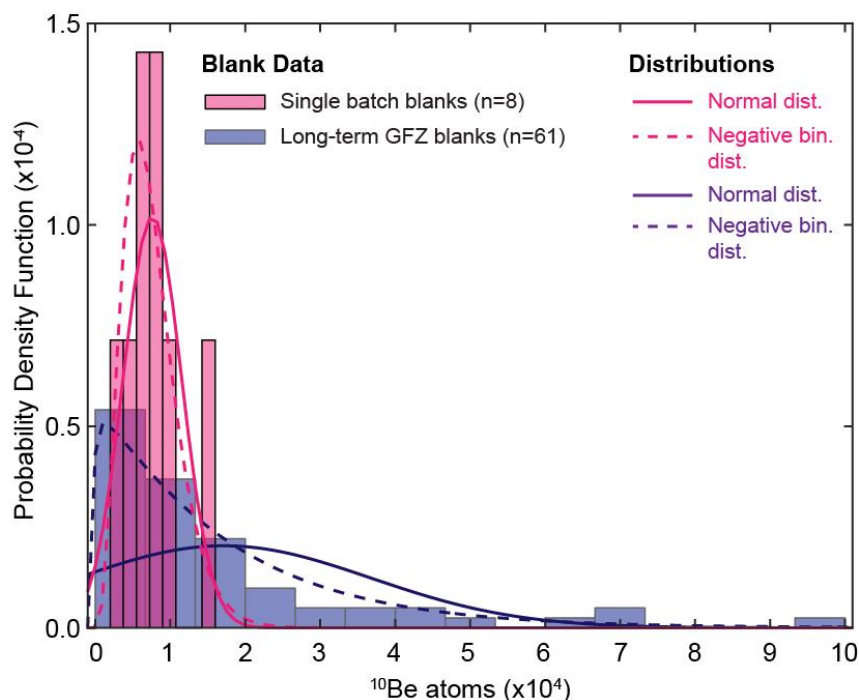 Blank Data
Single batch blanks (n=8)
Long-term GFZ blanks (n=61)
Distributions
Normal dist.
Negative bin.
dist.
Normal dist.
Negative bin.
dist.
Probability Density Function (x10⁻⁴)
1.5
1.0
0.5
0.0
0 1 2 3 4 5 6 7 8 9 10
¹⁰Be atoms (x10⁴)